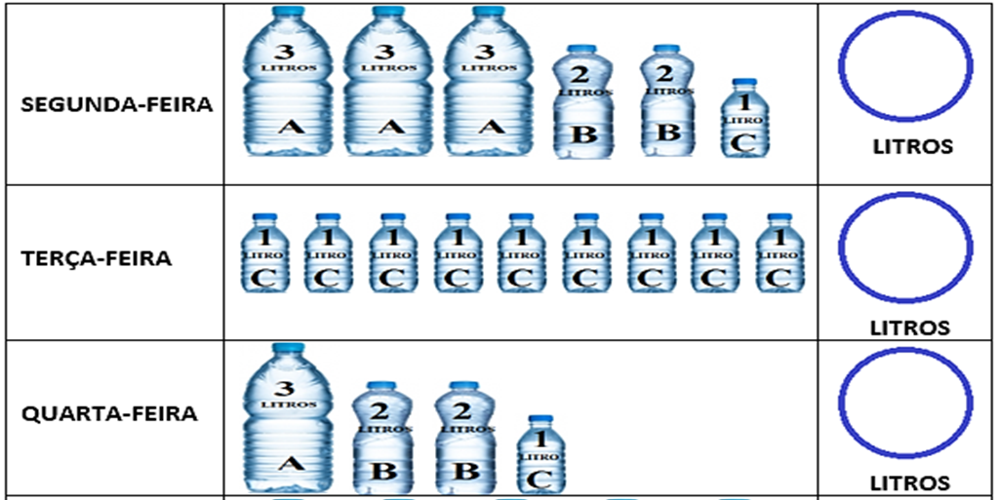 3 LITROS A 3 LITROS A 3 LITROS A 2 LITROS B 2 LITROS B 1 LITRO C
SEGUNDA-FEIRA
LITROS
1 LITRO C 1 LITRO C 1 LITRO C 1 LITRO C 1 LITRO C 1 LITRO C 1 LITRO C 1 LITRO C 1 LITRO C
TERÇA-FEIRA
LITROS
3 LITROS A 2 LITROS B 2 LITROS B 1 LITRO C
QUARTA-FEIRA
LITROS